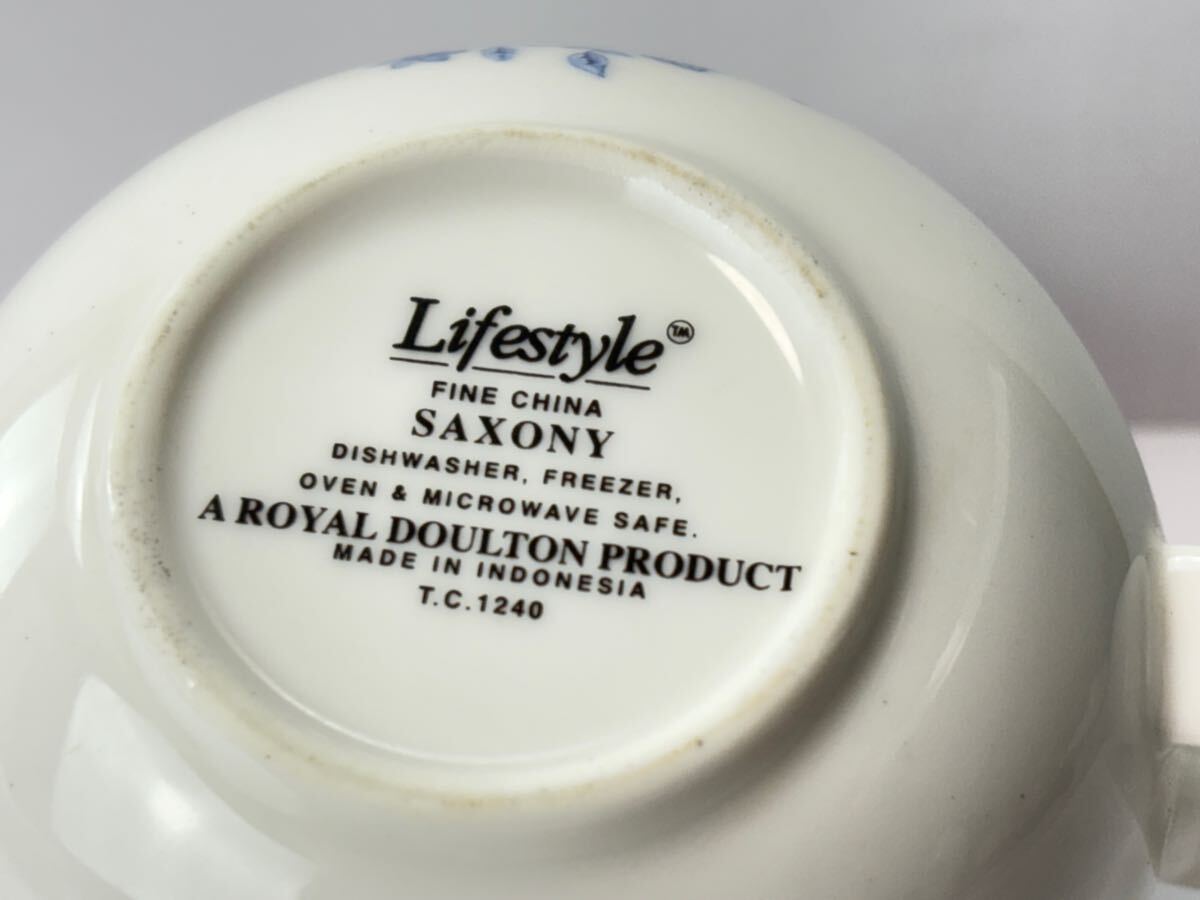 Lifestyle™
FINE CHINA
SAXONY
DISHWASHER, FREEZER,
OVEN & MICROWAVE SAFE.
A ROYAL DOULTON PRODUCT
MADE IN INDONESIA
T.C.1240